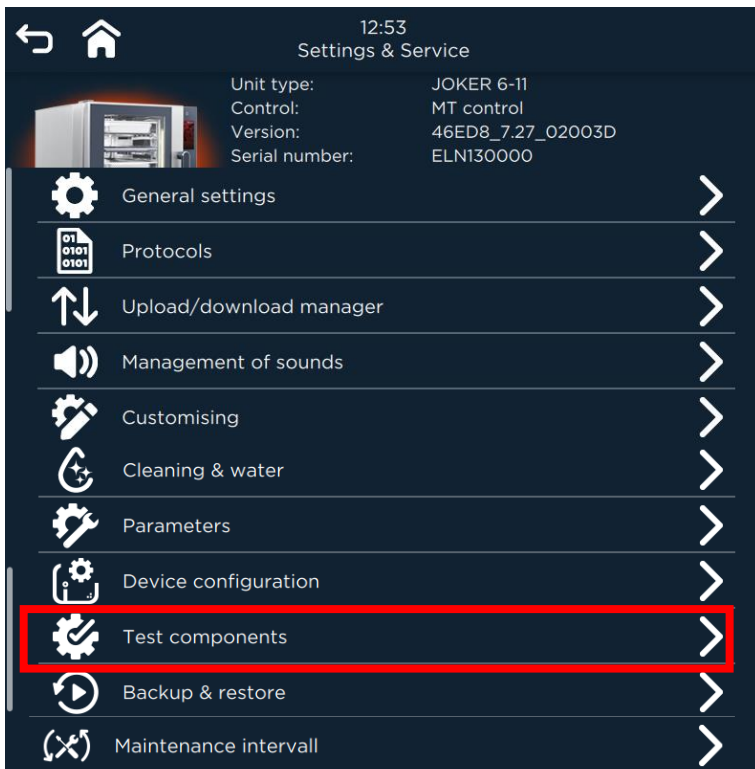 12:53
Settings & Service
Unit type: JOKER 6-11
Control: MT control
Version: 46ED8_7.27_02003D
Serial number: ELN130000
General settings
01
0101
0101
Protocols
Upload/download manager
Management of sounds
Customising
Cleaning & water
Parameters
Device configuration
Test components
Backup & restore
Maintenance intervall